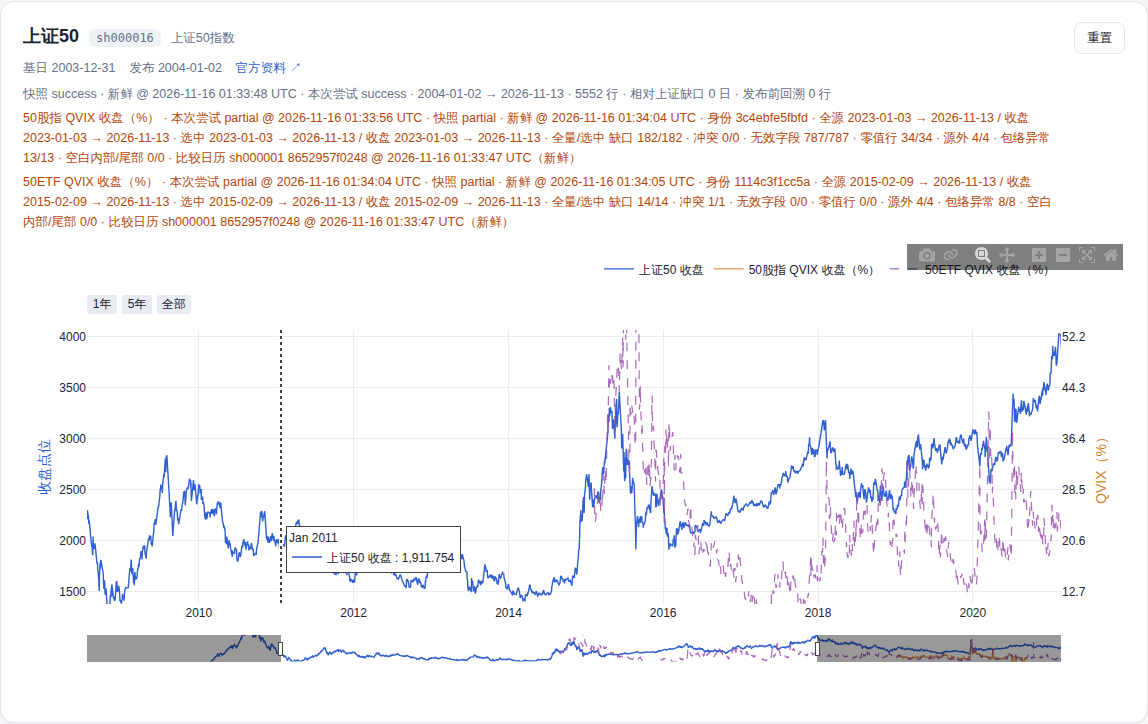 上证50 sh000016 上证50指数 重置
基日 2003-12-31 发布 2004-01-02 官方资料 ↗
快照 success · 新鲜 @ 2026-11-16 01:33:48 UTC · 本次尝试 success · 2004-01-02 → 2026-11-13 · 5552 行 · 相对上证缺口 0 日 · 发布前回溯 0 行
50股指 QVIX 收盘（%） · 本次尝试 partial @ 2026-11-16 01:33:56 UTC · 快照 partial · 新鲜 @ 2026-11-16 01:34:04 UTC · 身份 3c4ebfe5fbfd · 全源 2023-01-03 → 2026-11-13 / 收盘
2023-01-03 → 2026-11-13 · 选中 2023-01-03 → 2026-11-13 / 收盘 2023-01-03 → 2026-11-13 · 全量/选中 缺口 182/182 · 冲突 0/0 · 无效字段 787/787 · 零值行 34/34 · 源外 4/4 · 包络异常
13/13 · 空白内部/尾部 0/0 · 比较日历 sh000001 8652957f0248 @ 2026-11-16 01:33:47 UTC（新鲜）
50ETF QVIX 收盘（%） · 本次尝试 partial @ 2026-11-16 01:34:04 UTC · 快照 partial · 新鲜 @ 2026-11-16 01:34:05 UTC · 身份 1114c3f1cc5a · 全源 2015-02-09 → 2026-11-13 / 收盘
2015-02-09 → 2026-11-13 · 选中 2015-02-09 → 2026-11-13 / 收盘 2015-02-09 → 2026-11-13 · 全量/选中 缺口 14/14 · 冲突 1/1 · 无效字段 0/0 · 零值行 0/0 · 源外 4/4 · 包络异常 8/8 · 空白
内部/尾部 0/0 · 比较日历 sh000001 8652957f0248 @ 2026-11-16 01:33:47 UTC（新鲜）
上证50 收盘 50股指 QVIX 收盘（%） 50ETF QVIX 收盘（%）
1年 5年 全部
4000 52.2
3500 44.3
3000 36.4
2500 28.5
2000 20.6
1500 12.7
收盘点位
QVIX（%）
Jan 2011
上证50 收盘 : 1,911.754
2010 2012 2014 2016 2018 2020